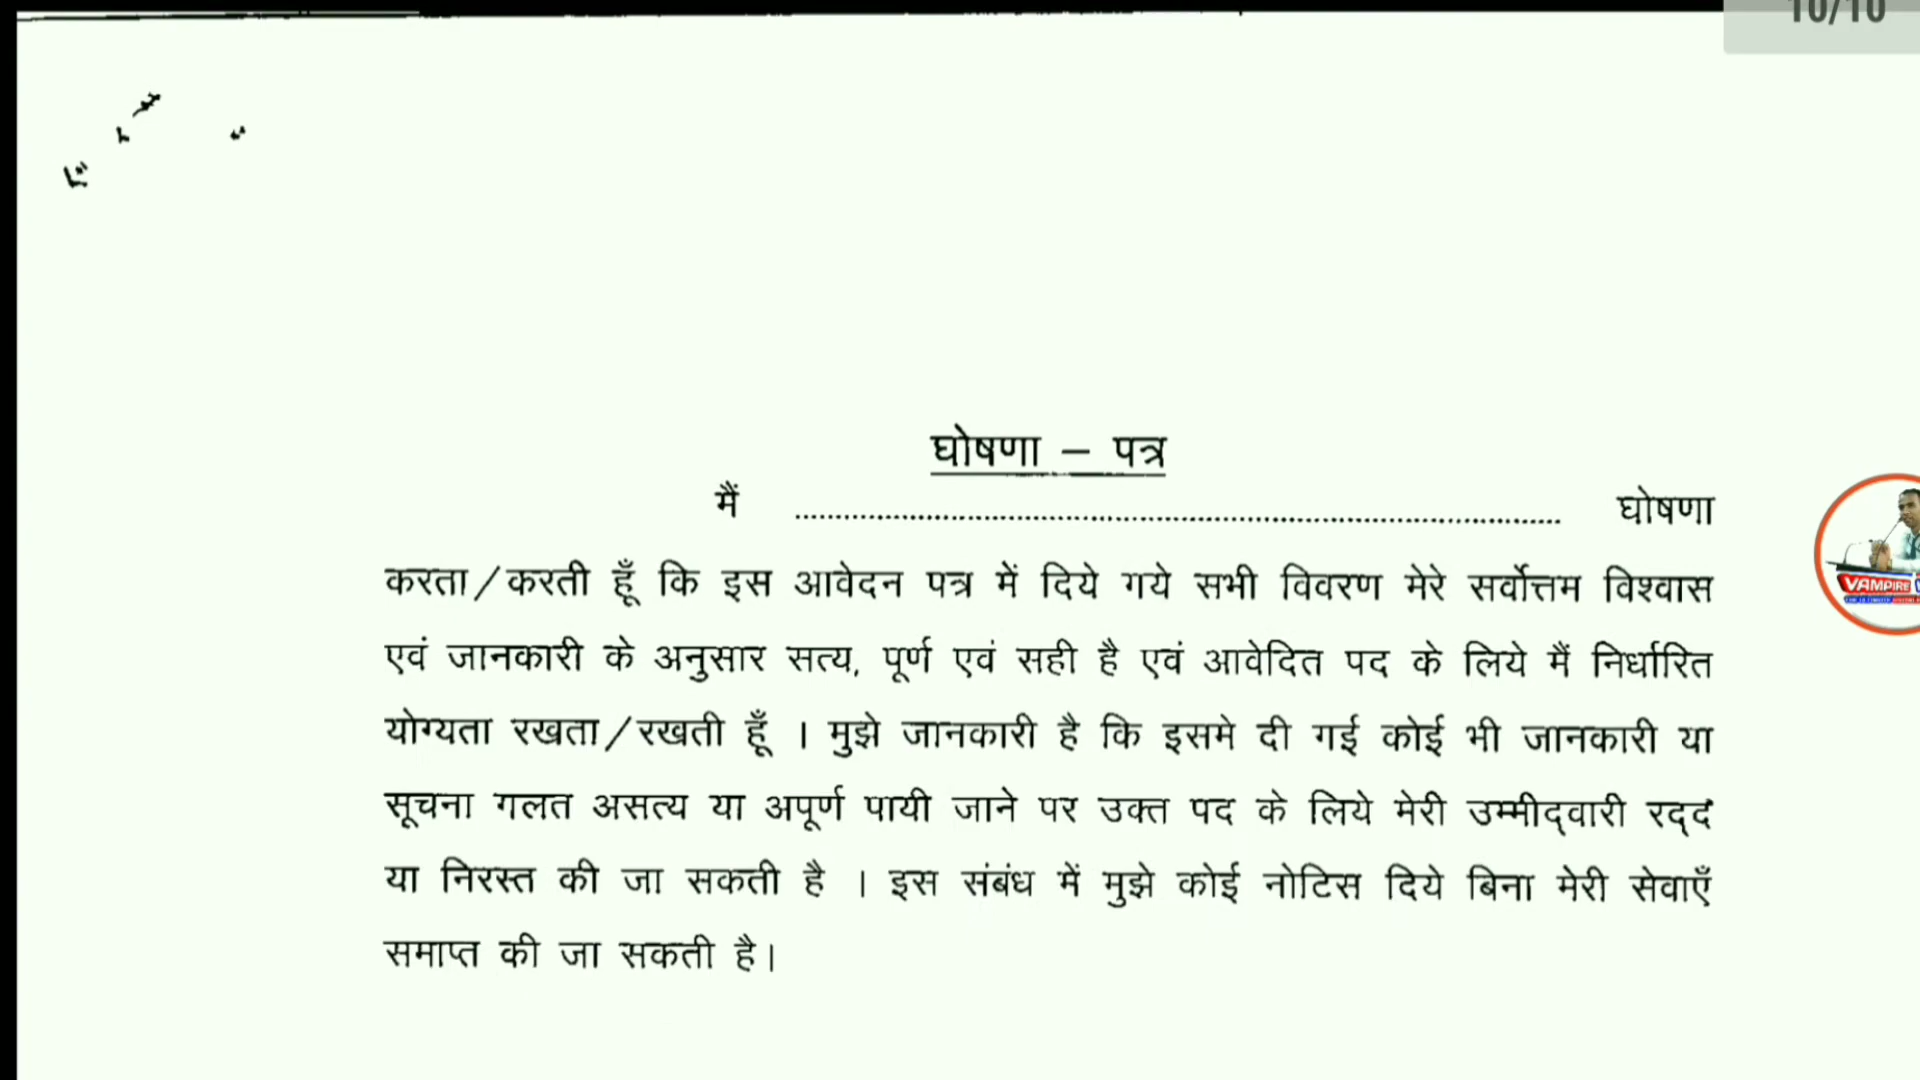 10/10
घोषणा – पत्र
मैं ........................................................................................ घोषणा
करता/करती हूँ कि इस आवेदन पत्र में दिये गये सभी विवरण मेरे सर्वोत्तम विश्वास
एवं जानकारी के अनुसार सत्य, पूर्ण एवं सही है एवं आवेदित पद के लिये मैं निर्धारित
योग्यता रखता/रखती हूँ । मुझे जानकारी है कि इसमे दी गई कोई भी जानकारी या
सूचना गलत असत्य या अपूर्ण पायी जाने पर उक्त पद के लिये मेरी उम्मीद्वारी रद्द
या निरस्त की जा सकती है । इस संबंध में मुझे कोई नोटिस दिये बिना मेरी सेवाएँ
समाप्त की जा सकती है।
VAMPIRE